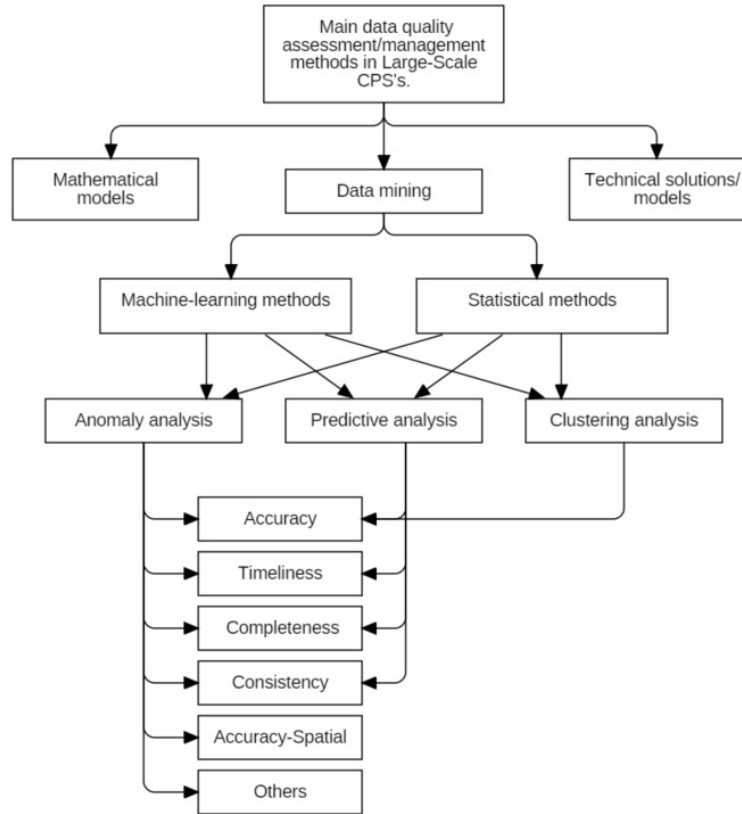 Main data quality
assessment/management
methods in Large-Scale
CPS's.
Mathematical
models
Data mining
Technical solutions/
models
Machine-learning methods
Statistical methods
Anomaly analysis
Predictive analysis
Clustering analysis
Accuracy
Timeliness
Completeness
Consistency
Accuracy-Spatial
Others